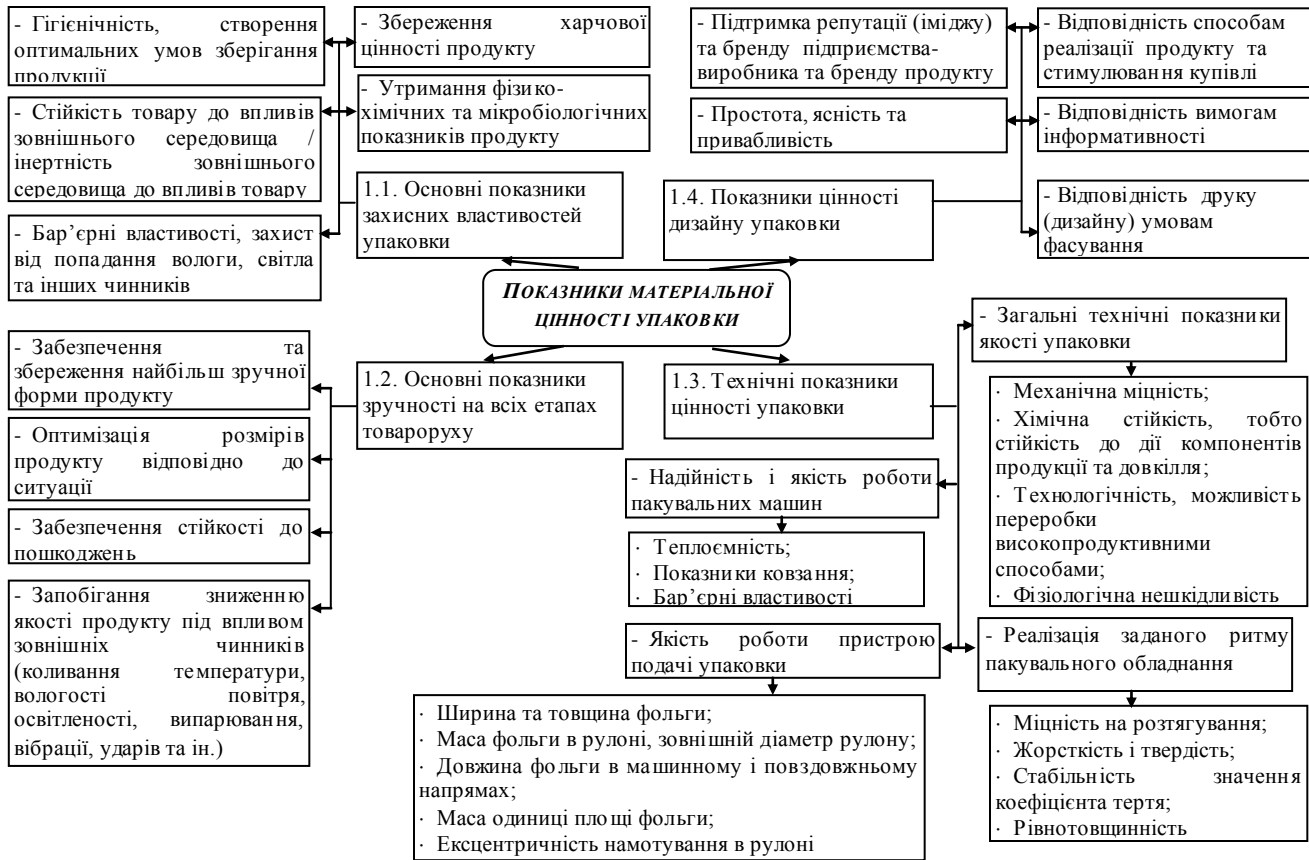 - Гігієнічність, створення
оптимальних умов зберігання
продукції
- Збереження харчової
цінності продукту
- Стійкість товару до впливів
зовнішнього середовища /
інертність зовнішнього
середовища до впливів товару
- Утримання фізико-
хімічних та мікробіологічних
показників продукту
- Бар’єрні властивості, захист
від попадання вологи, світла
та інших чинників
1.1. Основні показники
захисних властивостей
упаковки
- Підтримка репутації (іміджу)
та бренду підприємства-
виробника та бренду продукту
- Відповідність способам
реалізації продукту та
стимулювання купівлі
- Простота, ясність та
привабливість
- Відповідність вимогам
інформативності
1.4. Показники цінності
дизайну упаковки
- Відповідність друку
(дизайну) умовам
фасування
ПОКАЗНИКИ МАТЕРІАЛЬНОЇ
ЦІННОСТІ УПАКОВКИ
- Забезпечення та
збереження найбільш зручної
форми продукту
1.2. Основні показники
зручності на всіх етапах
товароруху
- Оптимізація розмірів
продукту відповідно до
ситуації
- Забезпечення стійкості до
пошкоджень
- Запобігання зниженню
якості продукту під впливом
зовнішніх чинників
(коливання температури,
вологості повітря,
освітленості, випарювання,
вібрації, ударів та ін.)
1.3. Технічні показники
цінності упаковки
- Загальні технічні показники
якості упаковки
· Механічна міцність;
· Хімічна стійкість, тобто
стійкість до дії компонентів
продукції та довкілля;
· Технологічність, можливість
переробки
високопродуктивними
способами;
· Фізіологічна нешкідливість
- Надійність і якість роботи
пакувальних машин
· Теплоємність;
· Показники ковзання;
· Бар’єрні властивості
- Якість роботи пристрою
подачі упаковки
· Ширина та товщина фольги;
· Маса фольги в рулоні, зовнішній діаметр рулону;
· Довжина фольги в машинному і повздовжньому
напрямах;
· Маса одиниці площі фольги;
· Ексцентричність намотування в рулоні
- Реалізація заданого ритму
пакувального обладнання
· Міцність на розтягування;
· Жорсткість і твердість;
· Стабільність значення
коефіцієнта тертя;
· Рівнотовщинність